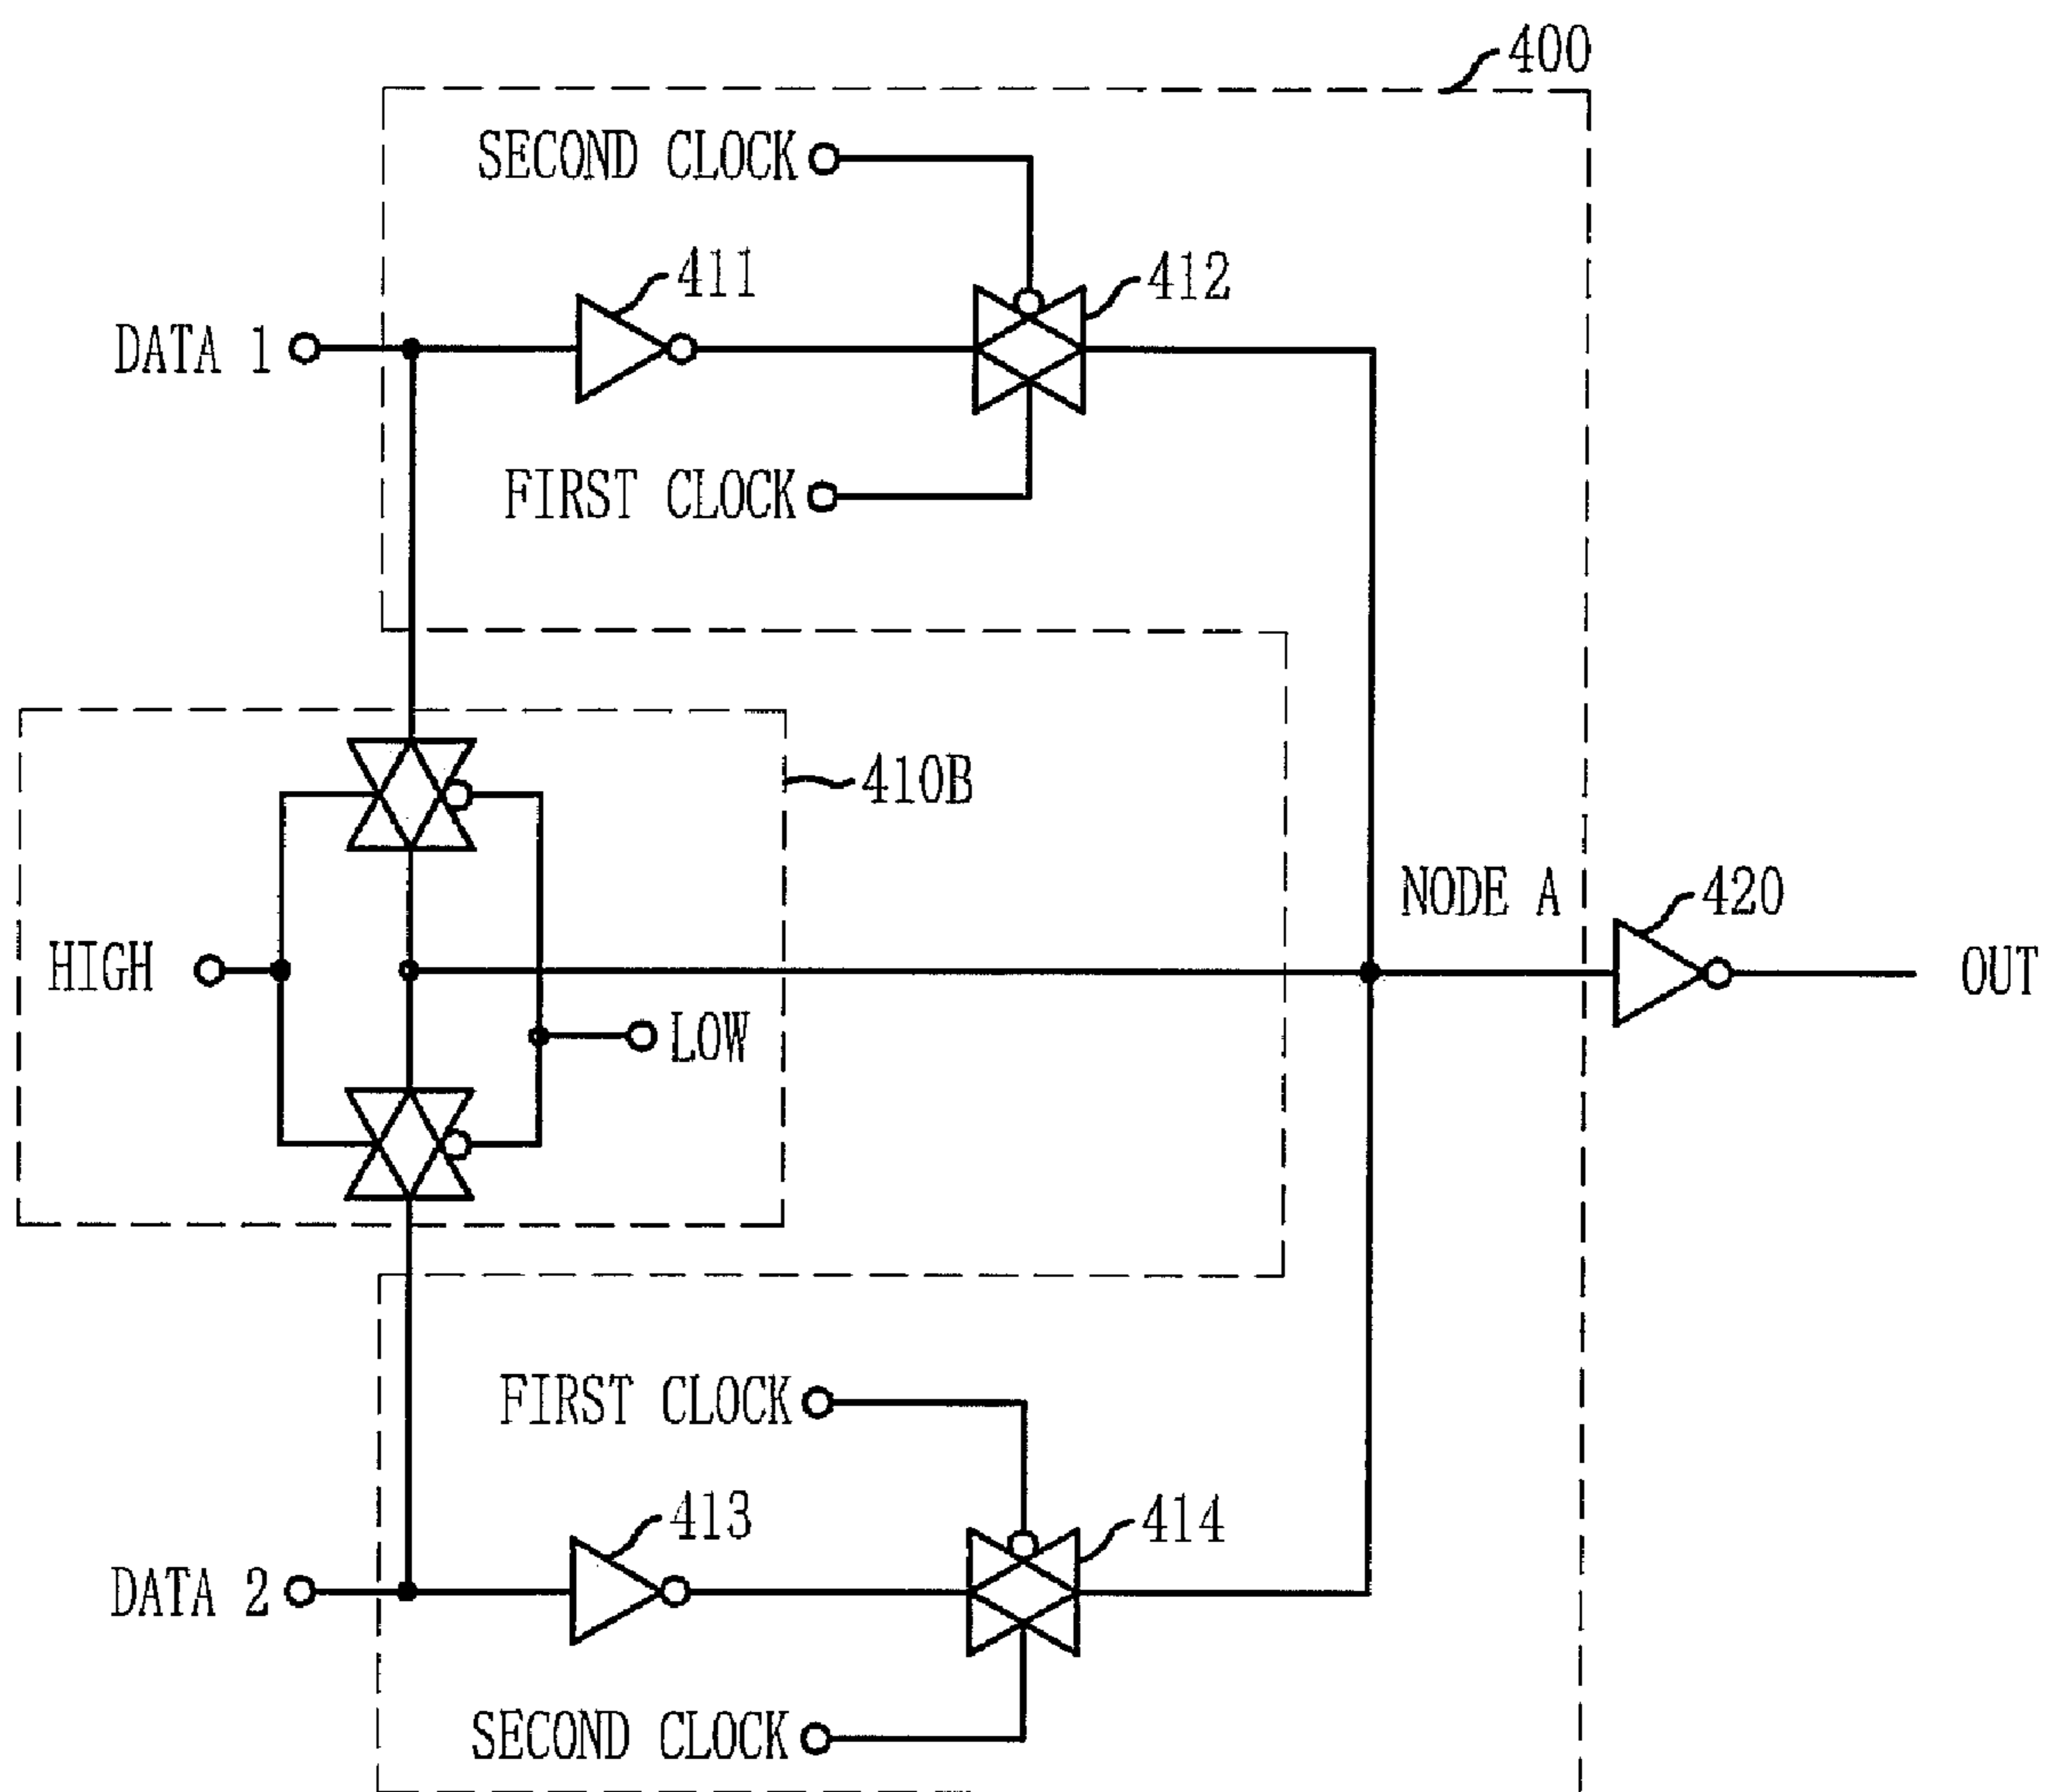 400
SECOND CLOCK
411
412
DATA 1
FIRST CLOCK
410B
NODE A
420
HIGH
OUT
LOW
FIRST CLOCK
413
414
DATA 2
SECOND CLOCK